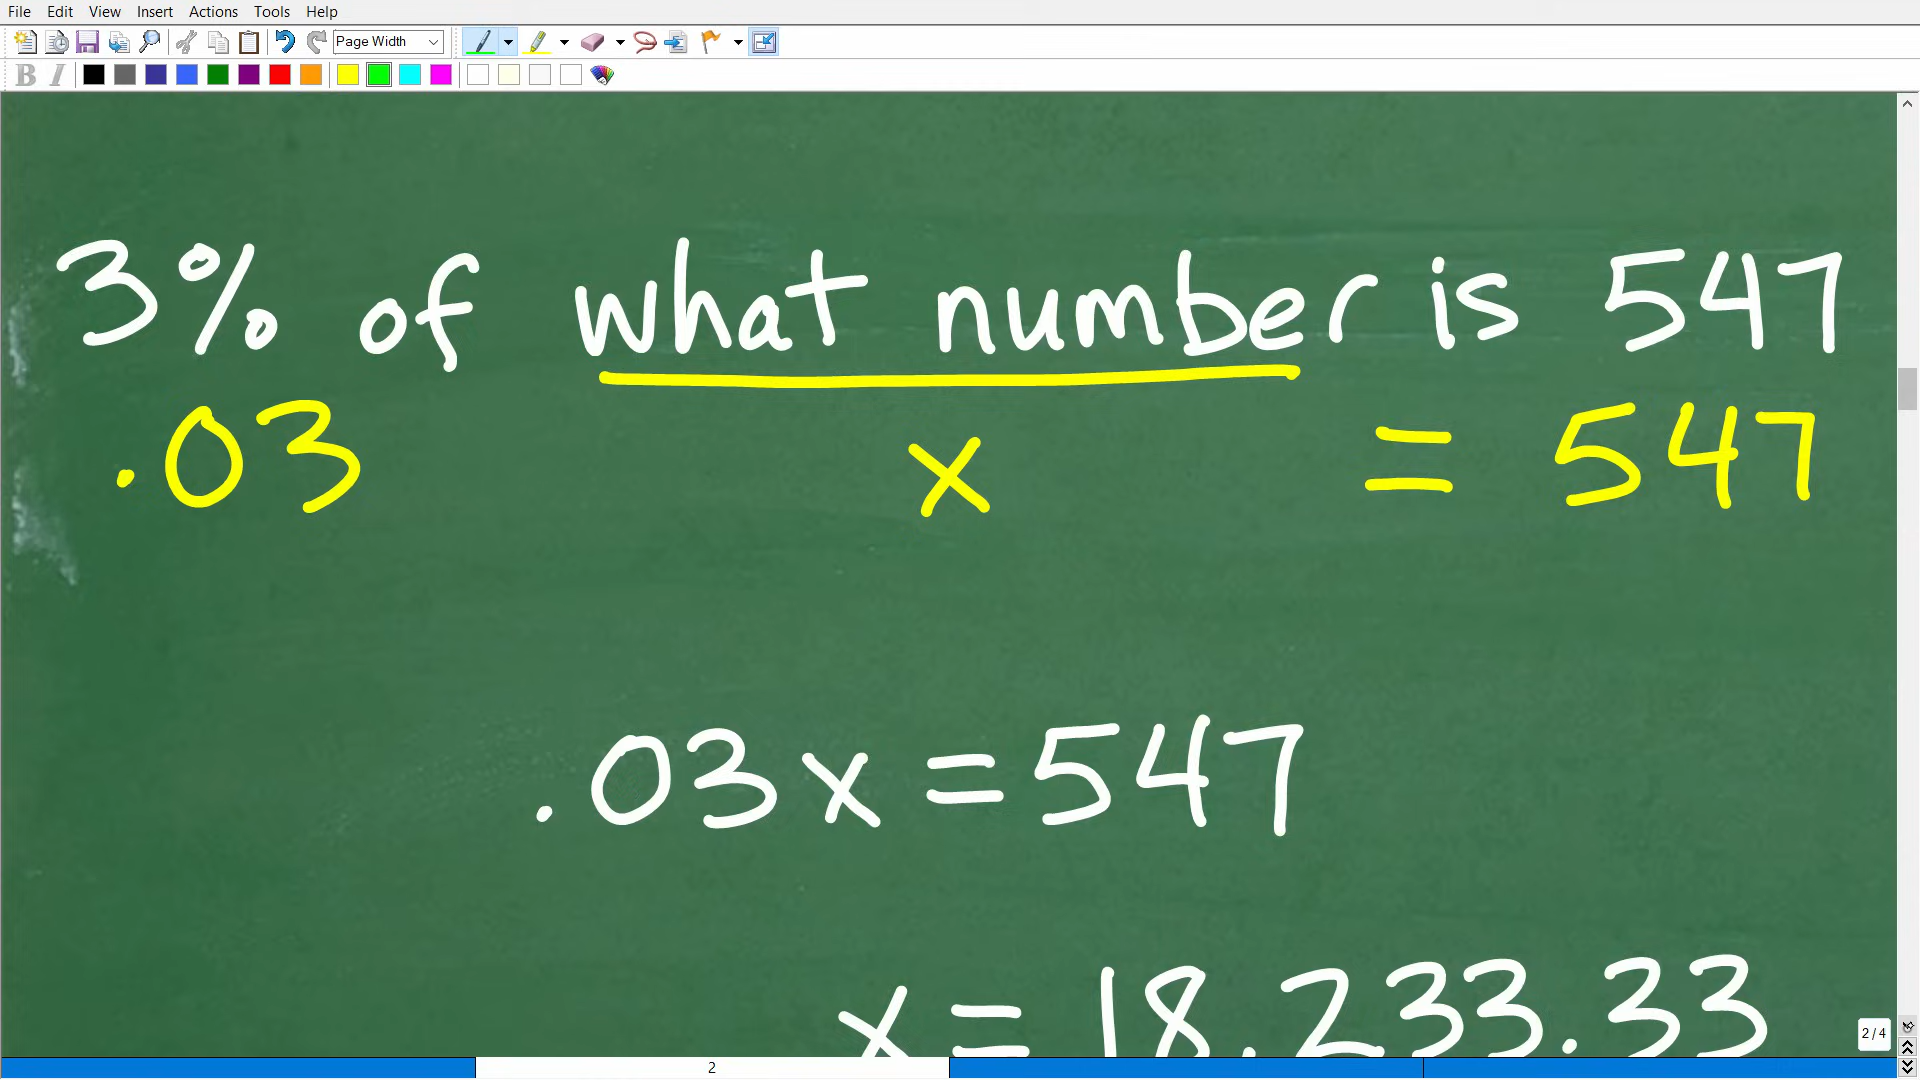 File Edit View Insert Actions Tools Help
Page Width
B I
3% of what number is 547
.03 x = 547
.03x = 547
x = 18,233.33
2 / 4
2